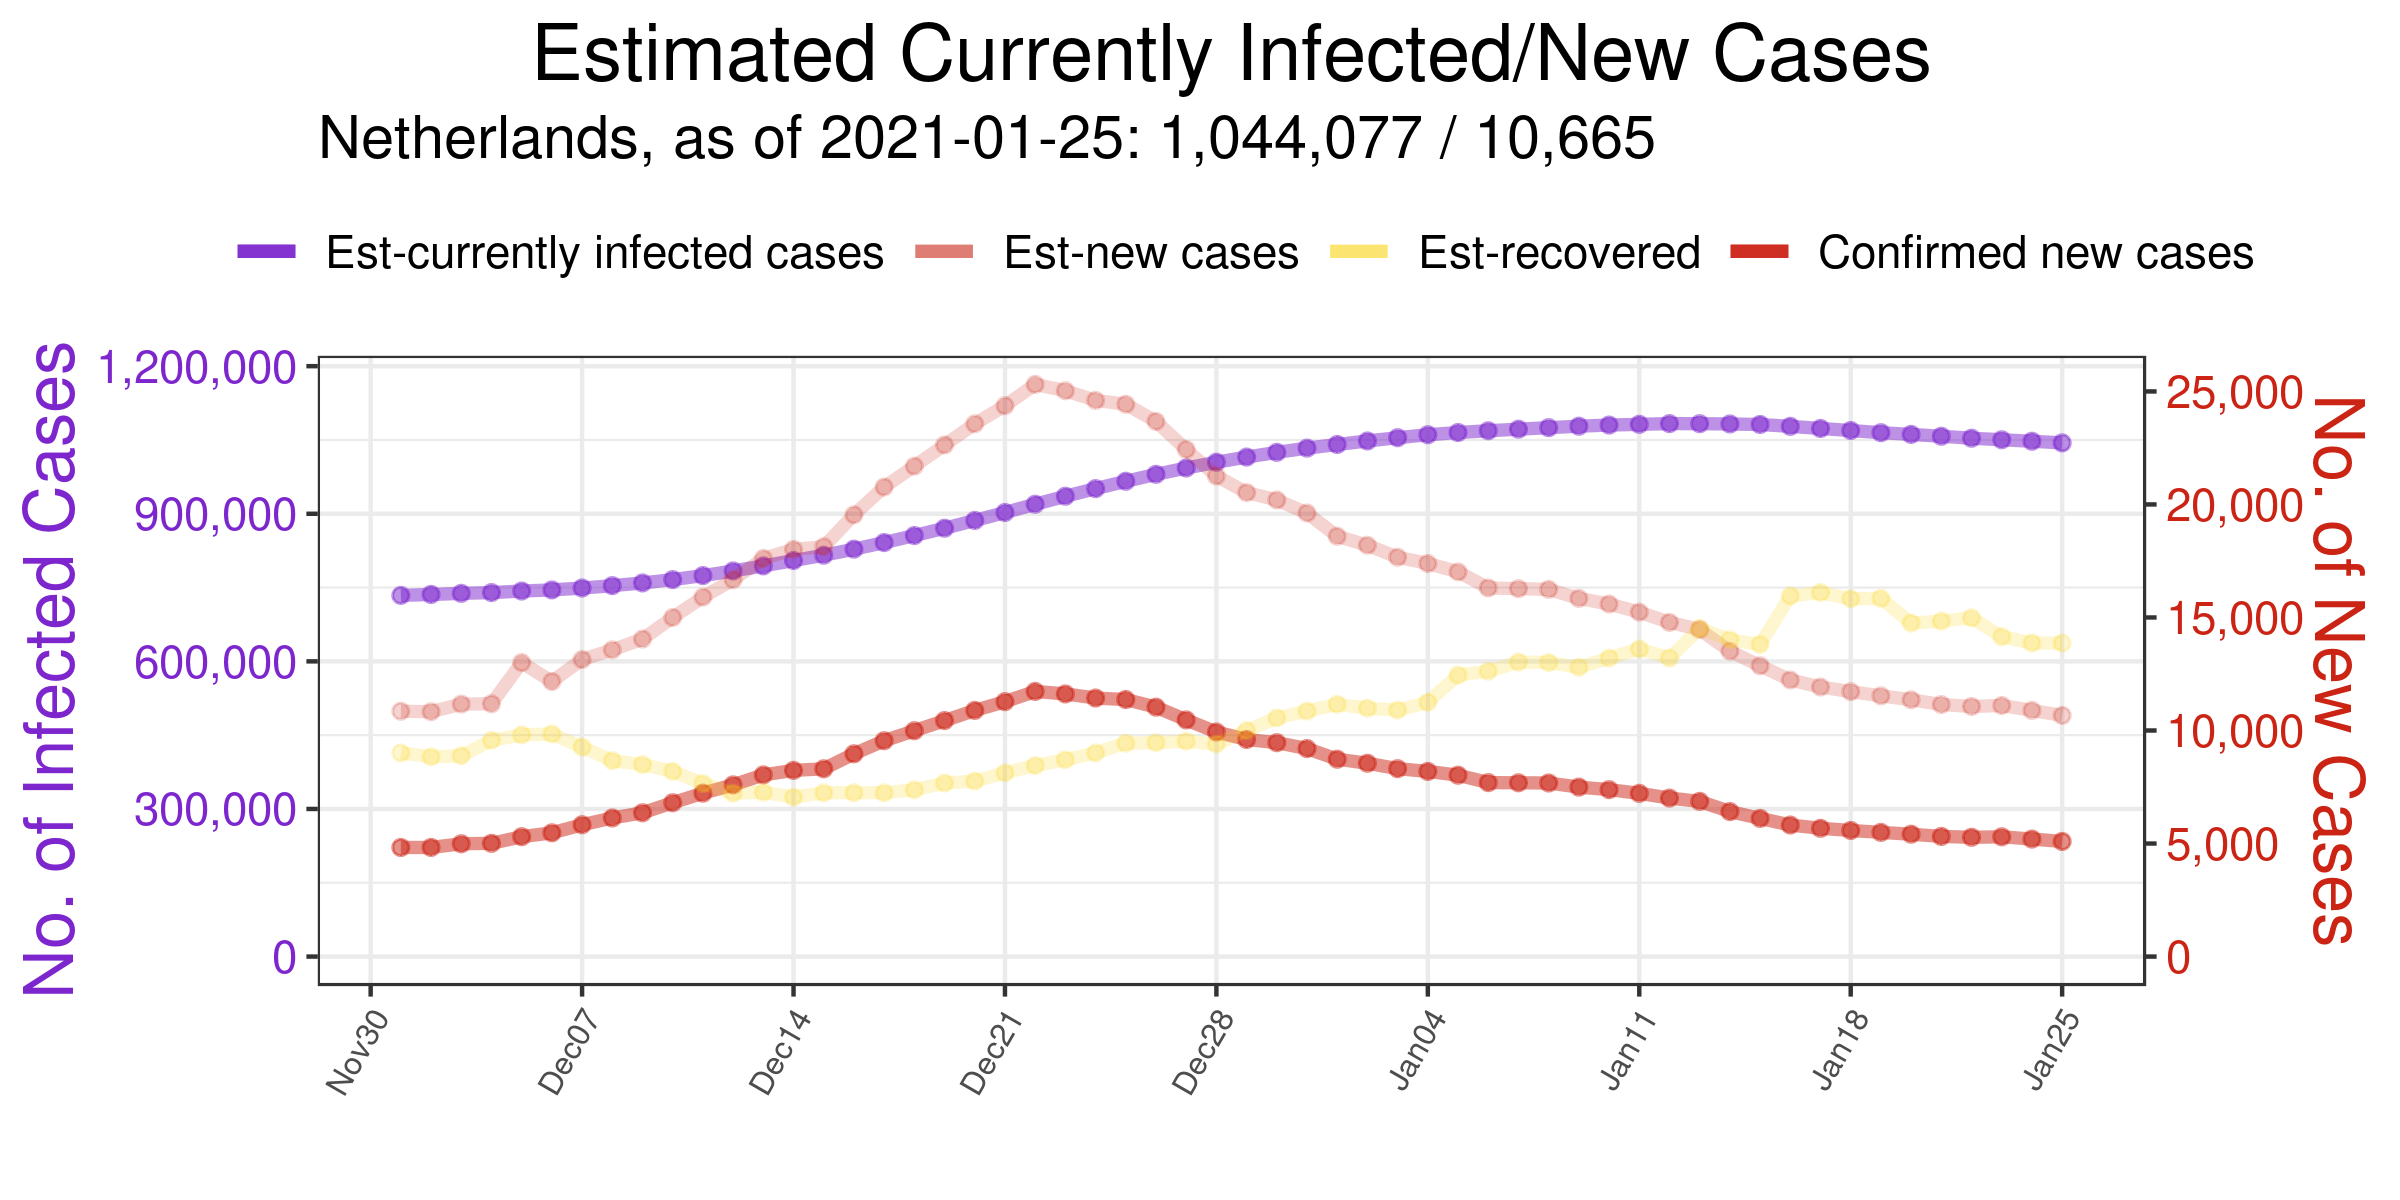 Estimated Currently Infected/New Cases
Netherlands, as of 2021-01-25: 1,044,077 / 10,665
Est-currently infected cases Est-new cases Est-recovered Confirmed new cases
No. of Infected Cases
1,200,000
900,000
600,000
300,000
0
25,000
20,000
15,000
10,000
5,000
0
No. of New Cases
Nov30 Dec07 Dec14 Dec21 Dec28 Jan04 Jan11 Jan18 Jan25